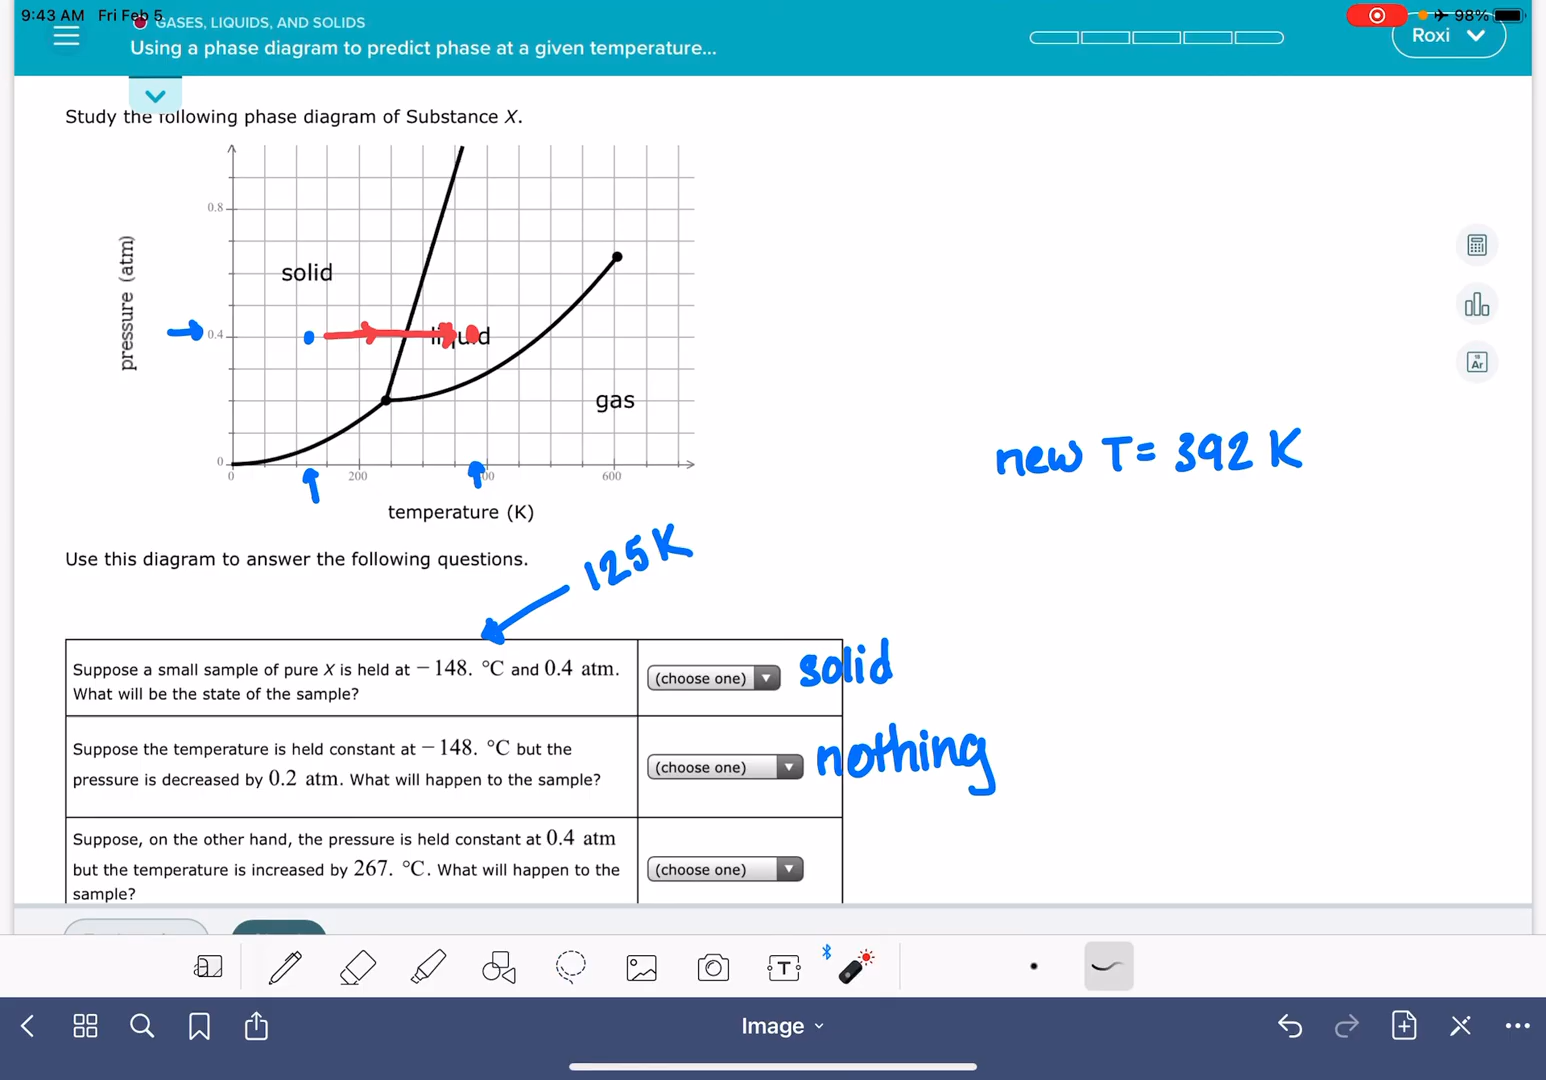 9:43 AM Fri Feb 5
98%
GASES, LIQUIDS, AND SOLIDS
Using a phase diagram to predict phase at a given temperature...
Roxi
Study the following phase diagram of Substance X.
pressure (atm)
0.8
solid
0.4
liquid
gas
0
0 200 400 600
temperature (K)
18
Ar
new T = 392 K
Use this diagram to answer the following questions.
125 K
Suppose a small sample of pure X is held at −148. °C and 0.4 atm.
What will be the state of the sample?
(choose one)
solid
Suppose the temperature is held constant at −148. °C but the
pressure is decreased by 0.2 atm. What will happen to the sample?
(choose one)
nothing
Suppose, on the other hand, the pressure is held constant at 0.4 atm
but the temperature is increased by 267. °C. What will happen to the
sample?
(choose one)
T
Image